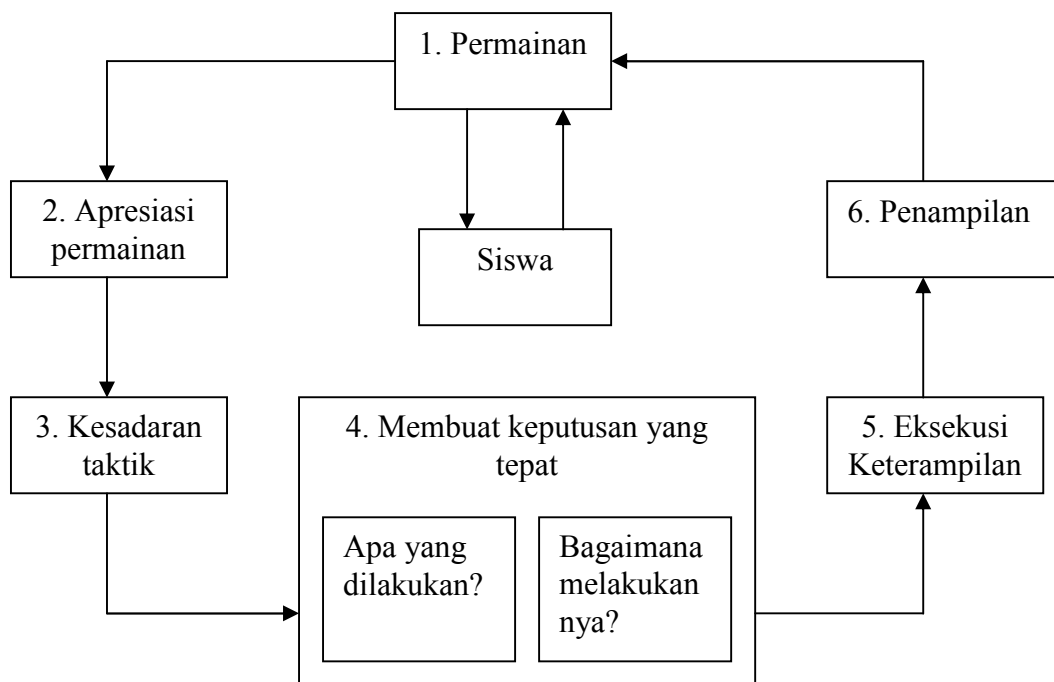 1. Permainan
2. Apresiasi
permainan
6. Penampilan
Siswa
3. Kesadaran
taktik
4. Membuat keputusan yang
tepat
Apa yang
dilakukan?
Bagaimana
melakukan
nya?
5. Eksekusi
Keterampilan